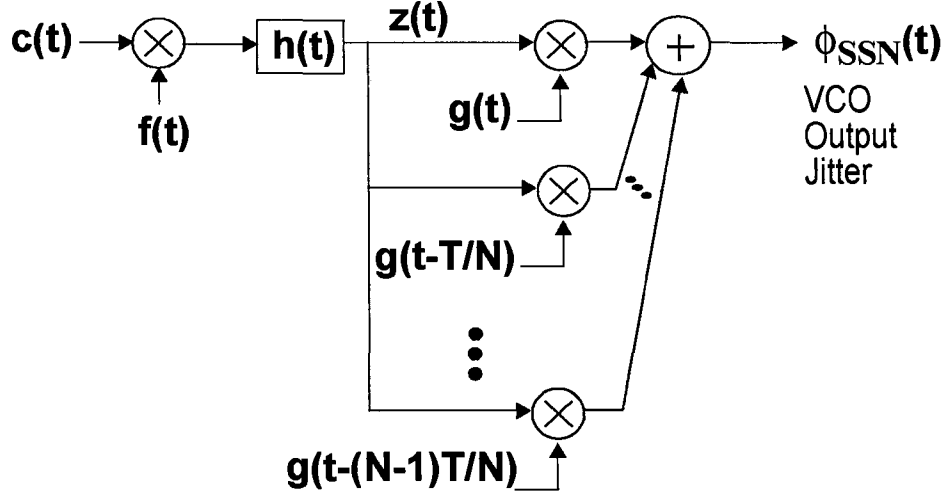 c(t)
f(t)
h(t)
z(t)
g(t)
+
ϕSSN(t)
VCO
Output
Jitter
g(t-T/N)
g(t-(N-1)T/N)